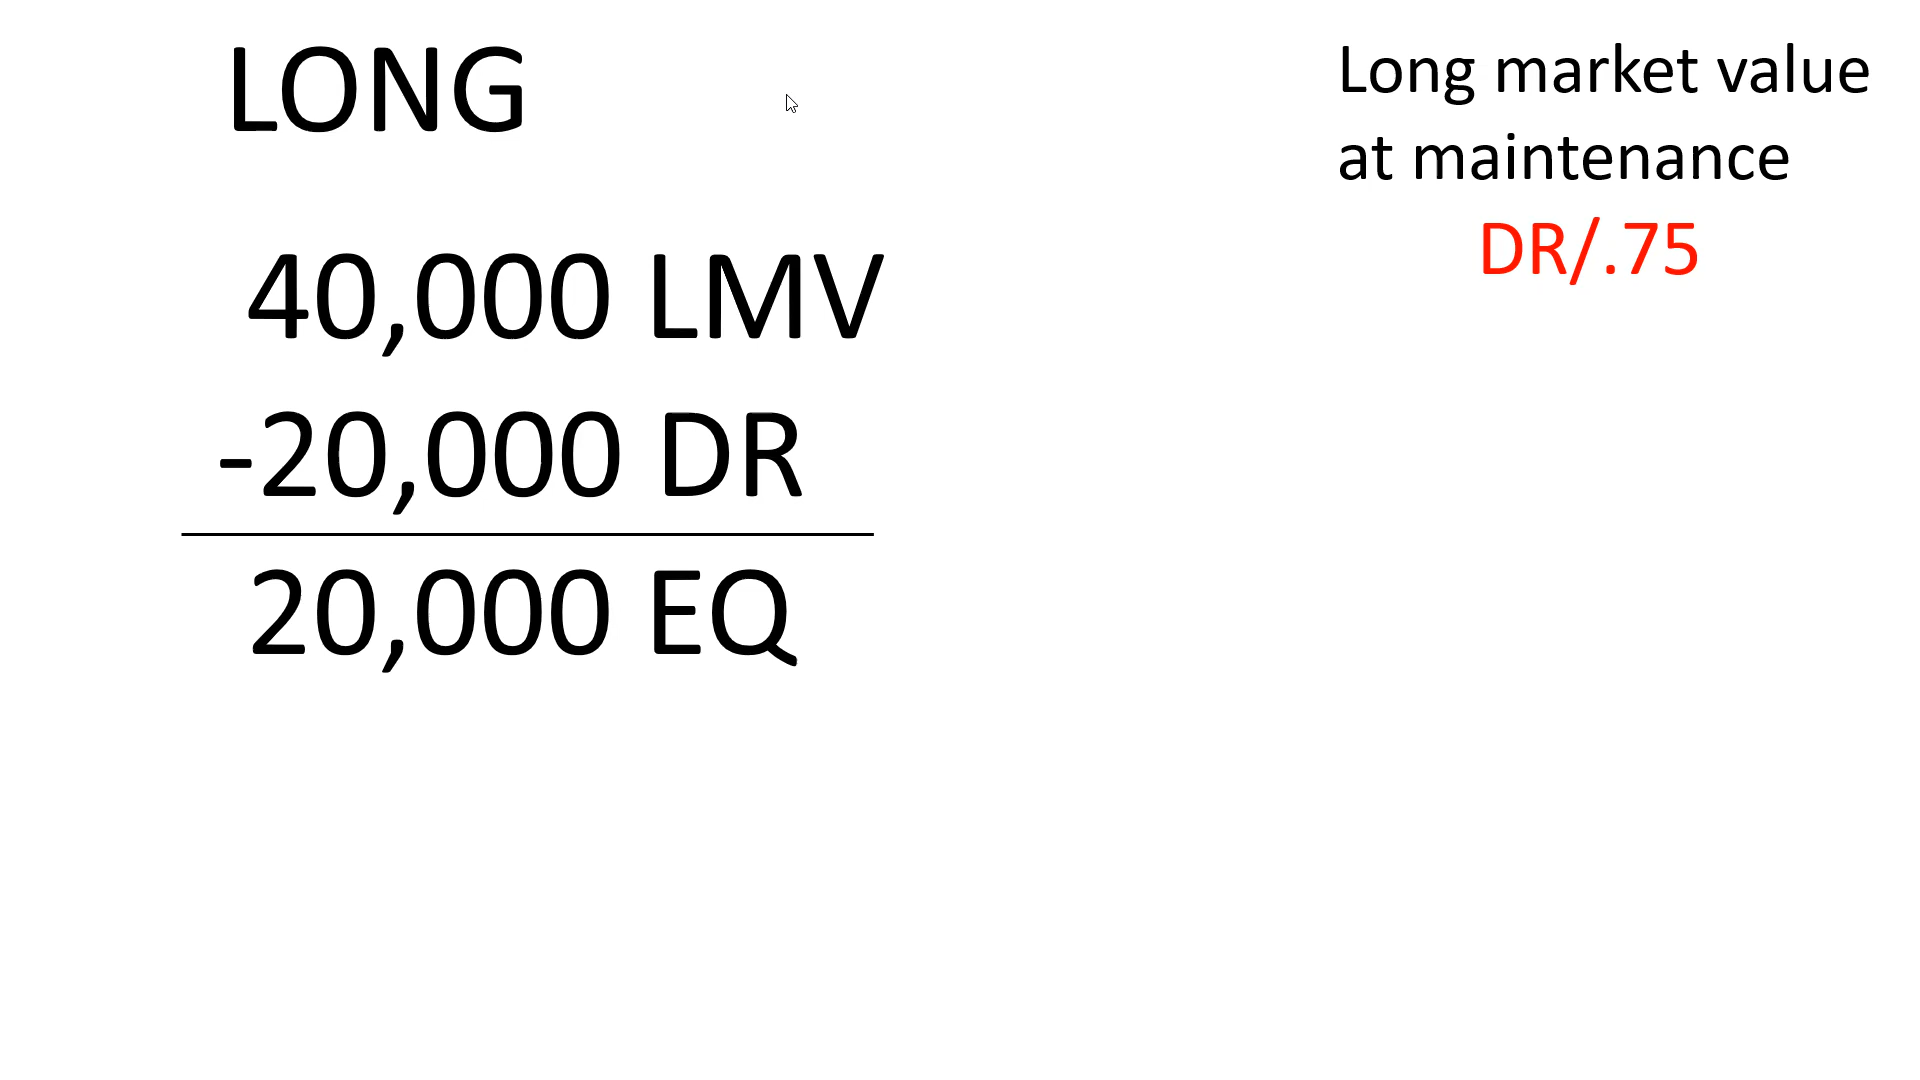 LONG
40,000 LMV
-20,000 DR
20,000 EQ
Long market value
at maintenance
DR/.75